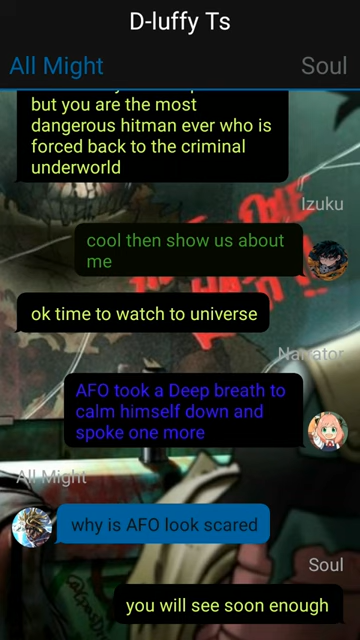 D-luffy Ts
All Might
Soul
but you are the most
dangerous hitman ever who is
forced back to the criminal
underworld
Izuku
cool then show us about
me
ok time to watch to universe
Narrator
AFO took a Deep breath to
calm himself down and
spoke one more
All Might
why is AFO look scared
Soul
you will see soon enough